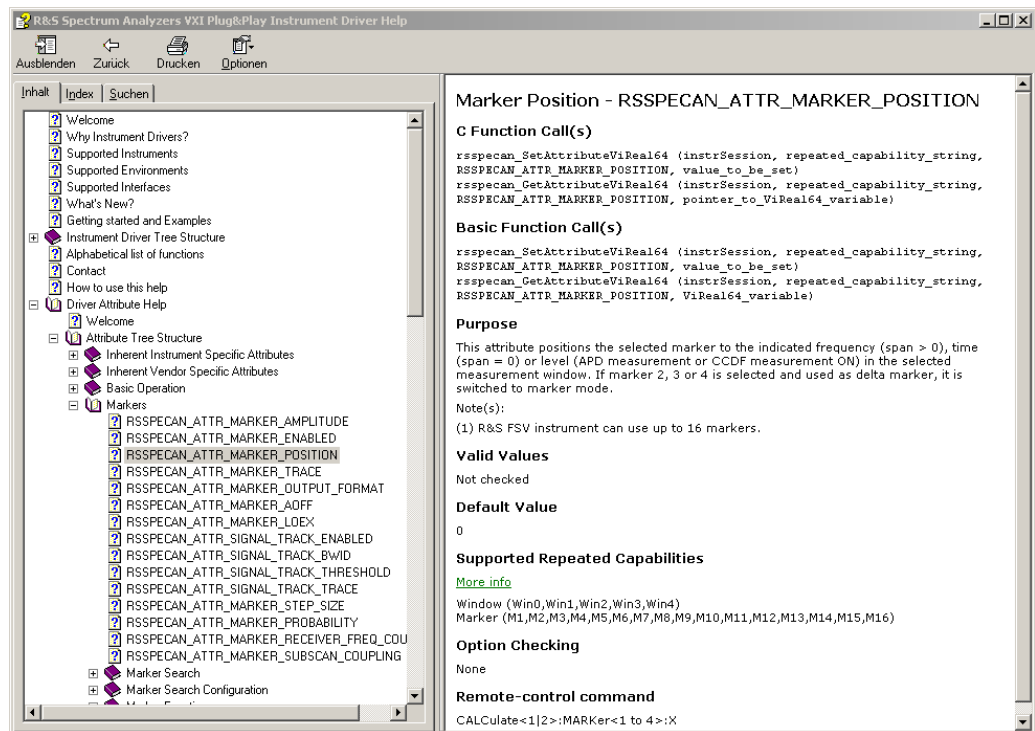 R&S Spectrum Analyzers VXI Plug&Play Instrument Driver Help
Ausblenden Zurück Drucken Optionen
Inhalt Index Suchen
Welcome
Why Instrument Drivers?
Supported Instruments
Supported Environments
Supported Interfaces
What's New?
Getting started and Examples
Instrument Driver Tree Structure
Alphabetical list of functions
Contact
How to use this help
Driver Attribute Help
Welcome
Attribute Tree Structure
Inherent Instrument Specific Attributes
Inherent Vendor Specific Attributes
Basic Operation
Markers
RSSPECAN_ATTR_MARKER_AMPLITUDE
RSSPECAN_ATTR_MARKER_ENABLED
RSSPECAN_ATTR_MARKER_POSITION
RSSPECAN_ATTR_MARKER_TRACE
RSSPECAN_ATTR_MARKER_OUTPUT_FORMAT
RSSPECAN_ATTR_MARKER_AOFF
RSSPECAN_ATTR_MARKER_LOEX
RSSPECAN_ATTR_SIGNAL_TRACK_ENABLED
RSSPECAN_ATTR_SIGNAL_TRACK_BWID
RSSPECAN_ATTR_SIGNAL_TRACK_THRESHOLD
RSSPECAN_ATTR_SIGNAL_TRACK_TRACE
RSSPECAN_ATTR_MARKER_STEP_SIZE
RSSPECAN_ATTR_MARKER_PROBABILITY
RSSPECAN_ATTR_MARKER_RECEIVER_FREQ_COU
RSSPECAN_ATTR_MARKER_SUBSCAN_COUPLING
Marker Search
Marker Search Configuration
Marker Position - RSSPECAN_ATTR_MARKER_POSITION
C Function Call(s)
rsspecan_SetAttributeViReal64 (instrSession, repeated_capability_string,
RSSPECAN_ATTR_MARKER_POSITION, value_to_be_set)
rsspecan_GetAttributeViReal64 (instrSession, repeated_capability_string,
RSSPECAN_ATTR_MARKER_POSITION, pointer_to_ViReal64_variable)
Basic Function Call(s)
rsspecan_SetAttributeViReal64 (instrSession, repeated_capability_string,
RSSPECAN_ATTR_MARKER_POSITION, value_to_be_set)
rsspecan_GetAttributeViReal64 (instrSession, repeated_capability_string,
RSSPECAN_ATTR_MARKER_POSITION, ViReal64_variable)
Purpose
This attribute positions the selected marker to the indicated frequency (span > 0), time
(span = 0) or level (APD measurement or CCDF measurement ON) in the selected
measurement window. If marker 2, 3 or 4 is selected and used as delta marker, it is
switched to marker mode.
Note(s):
(1) R&S FSV instrument can use up to 16 markers.
Valid Values
Not checked
Default Value
0
Supported Repeated Capabilities
More info
Window (Win0,Win1,Win2,Win3,Win4)
Marker (M1,M2,M3,M4,M5,M6,M7,M8,M9,M10,M11,M12,M13,M14,M15,M16)
Option Checking
None
Remote-control command
CALCulate<1|2>:MARKer<1 to 4>:X